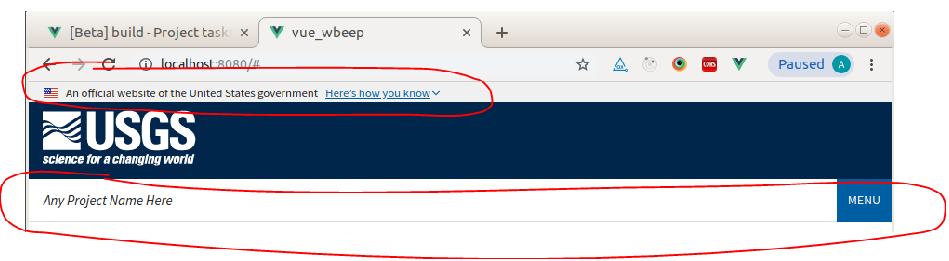 [Beta] build - Project task
vue_wbeep
localhost:8080/#
Paused A
An official website of the United States government Here's how you know
USGS
science for a changing world
Any Project Name Here
MENU